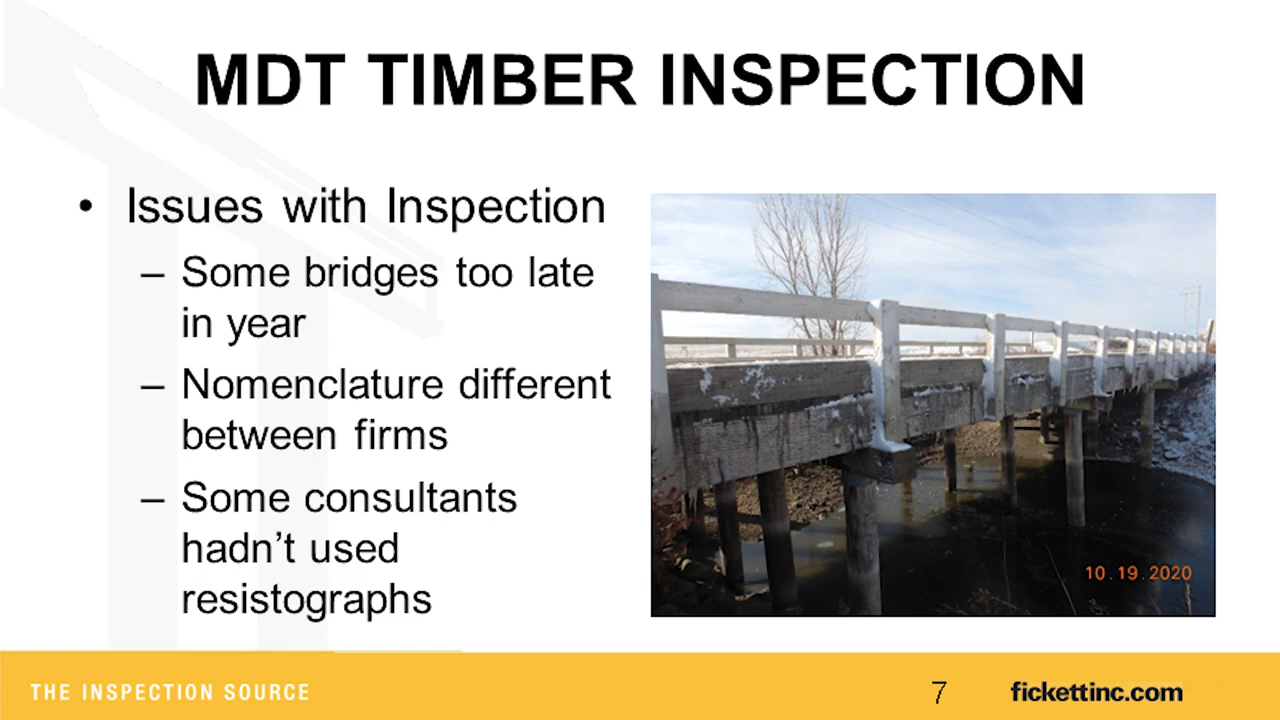 MDT TIMBER INSPECTION
• Issues with Inspection
– Some bridges too late
in year
– Nomenclature different
between firms
– Some consultants
hadn't used
resistographs
10.19.2020
THE INSPECTION SOURCE
7
fickettinc.com